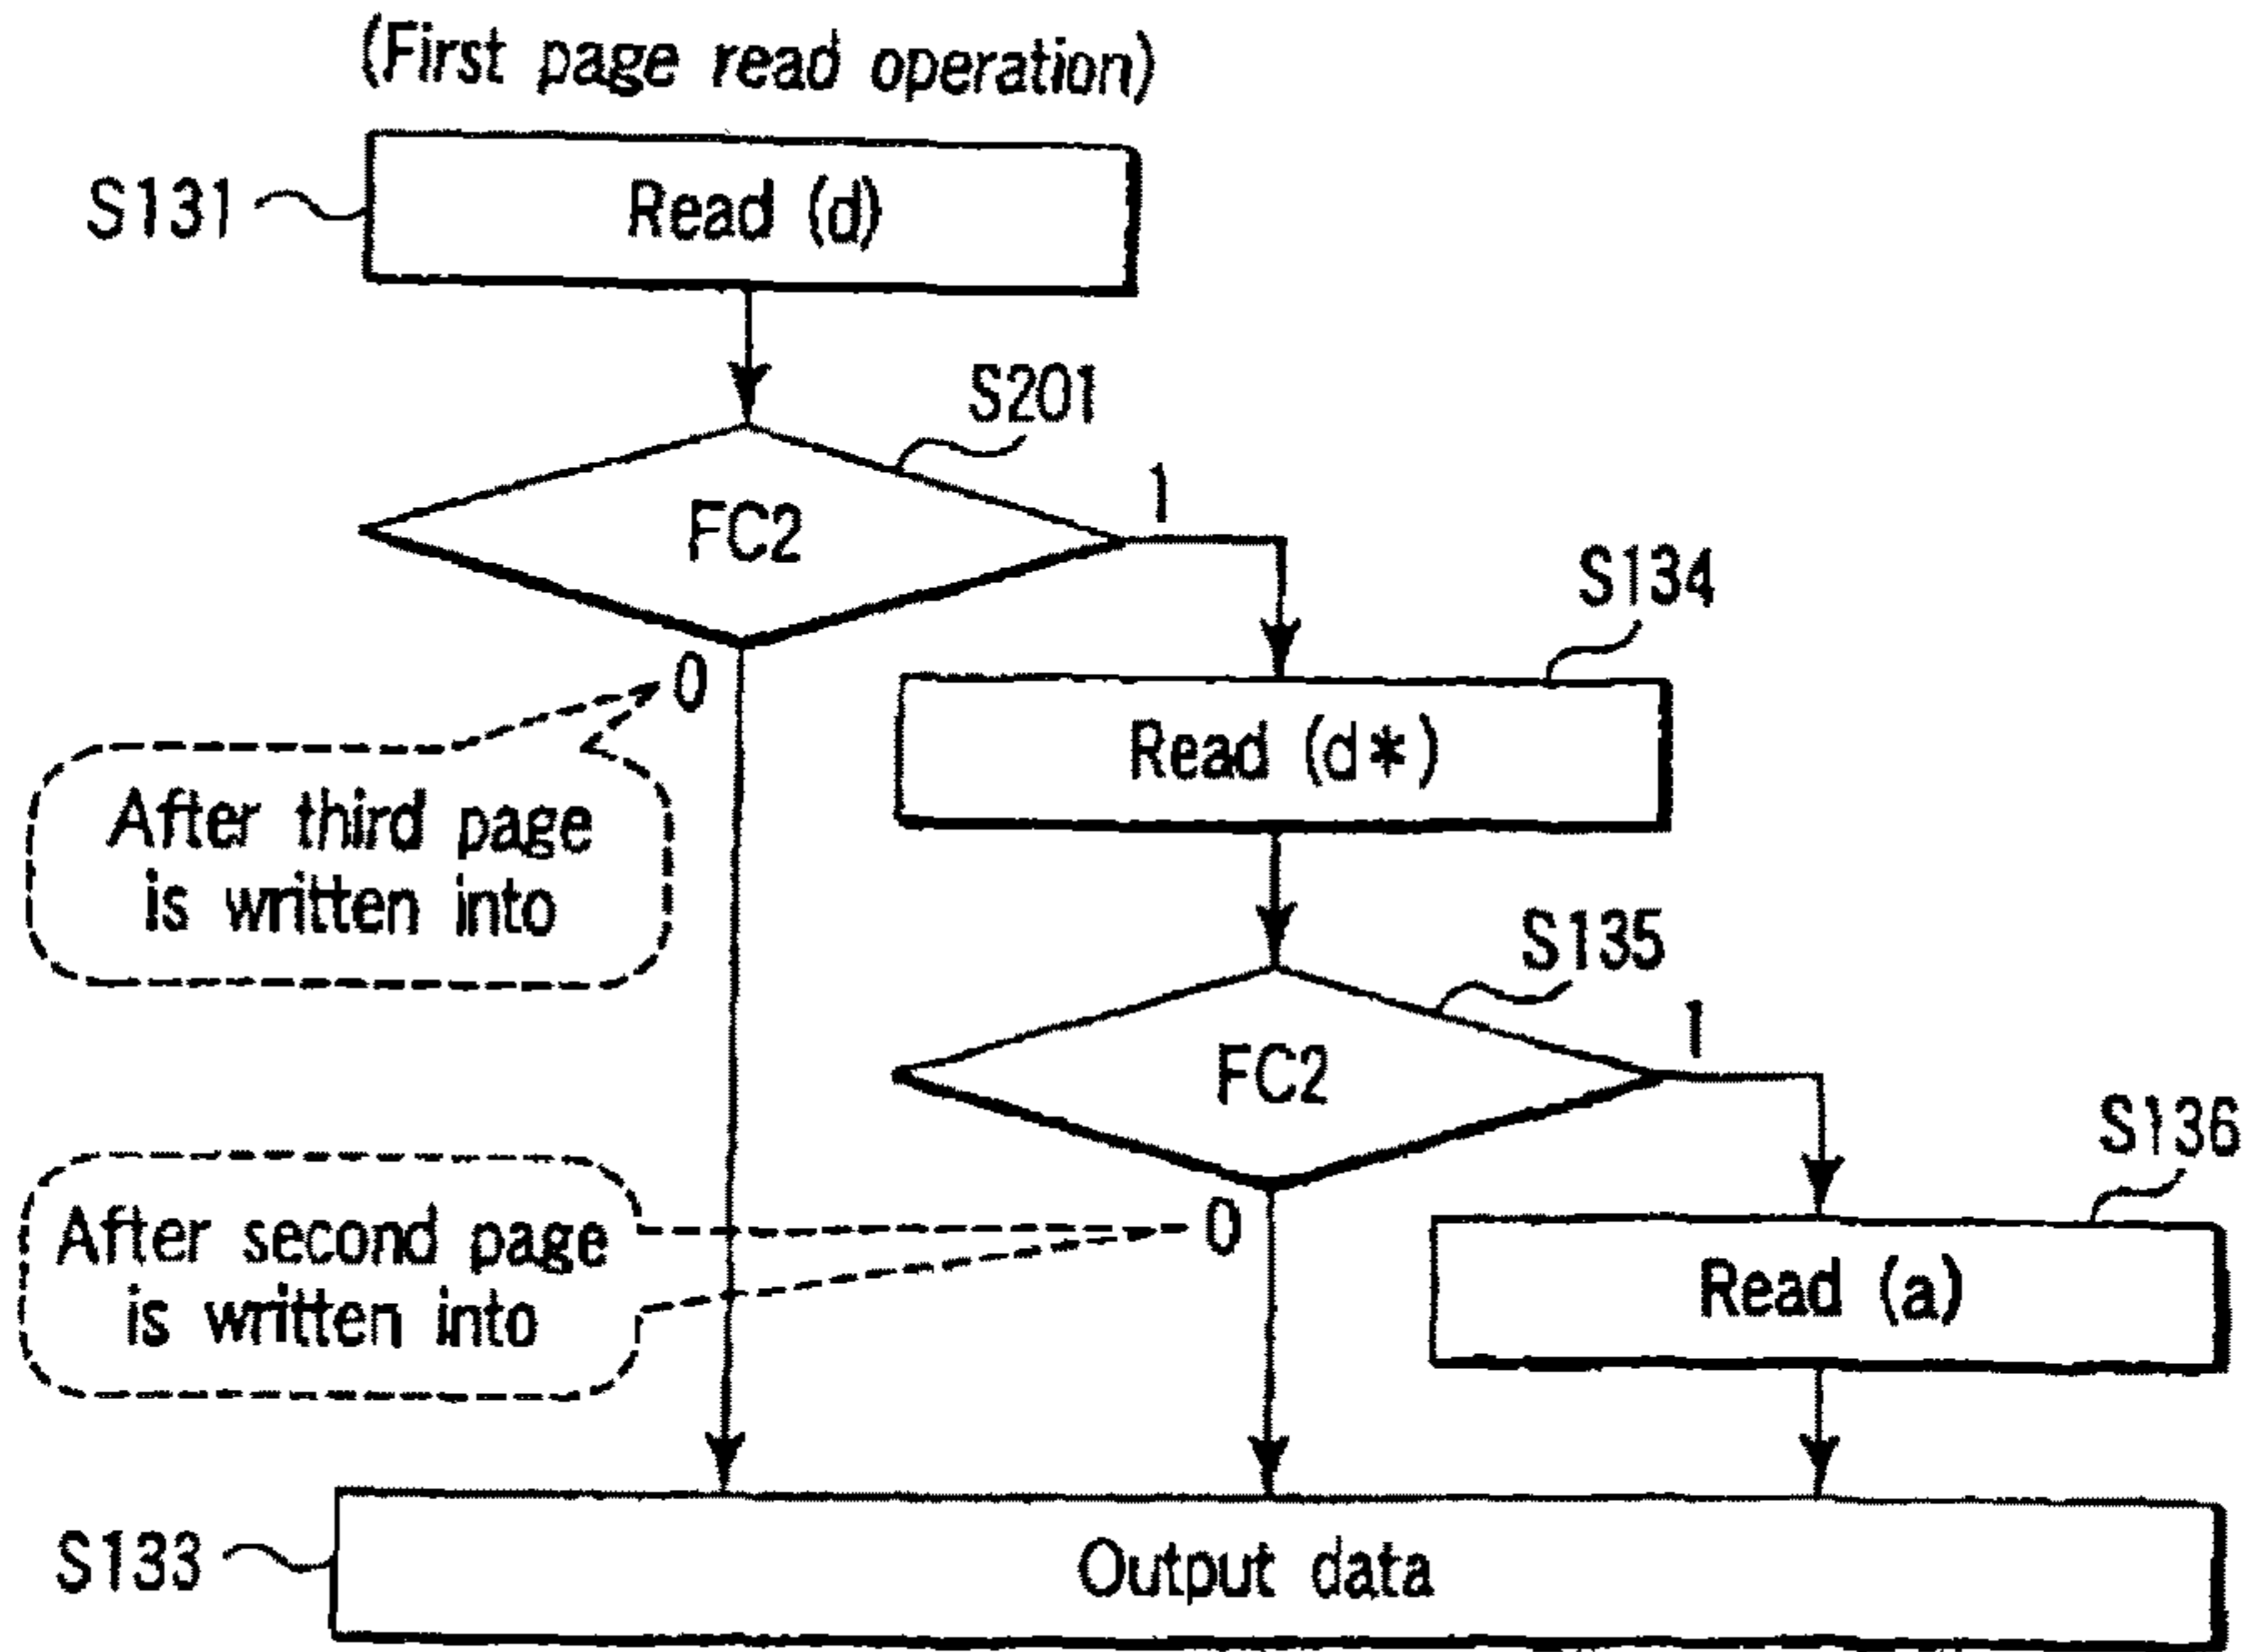 (First page read operation)
S131
Read (d)
S201
FC2
1
S134
0
Read (d*)
After third page
is written into
S135
FC2
1
S136
After second page
is written into
0
Read (a)
S133
Output data